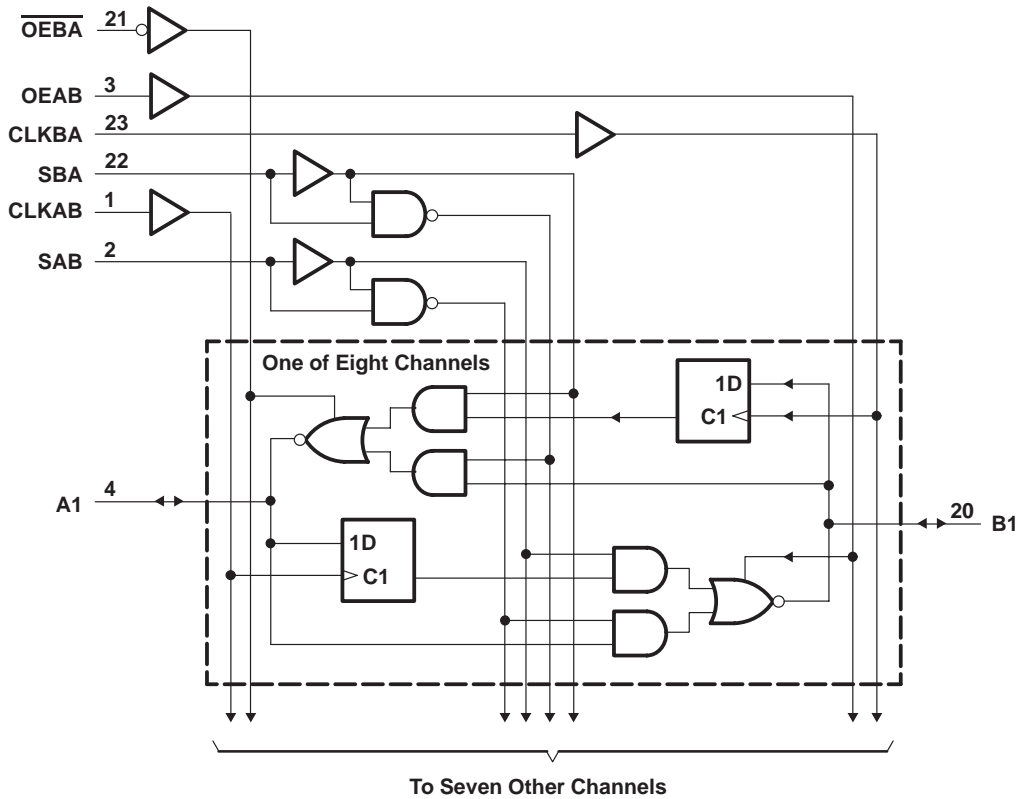 OEBA 21
OEAB 3
CLKBA 23
SBA 22
CLKAB 1
SAB 2
One of Eight Channels
1D
C1
A1 4
20 B1
1D
C1
To Seven Other Channels